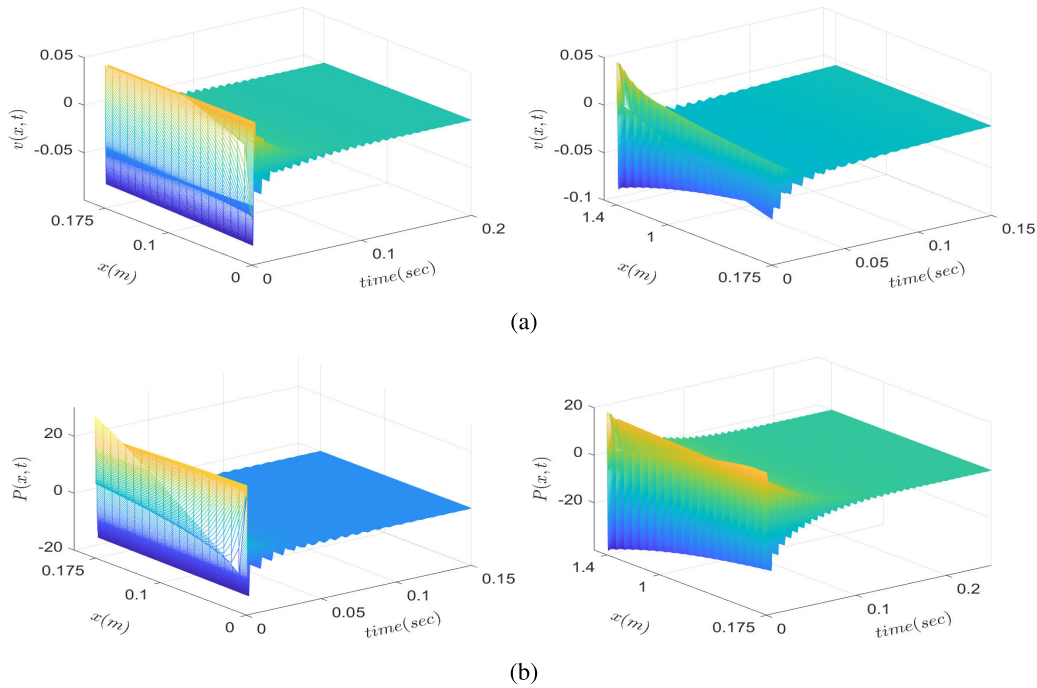 0.05
0
-0.05
v(x, t)
0.175
0.1
0
x(m)
0
0.1
0.2
time(sec)
0.05
0
-0.05
-0.1
v(x, t)
1.4
1
0.175
x(m)
0
0.05
0.1
0.15
time(sec)
(a)
20
0
-20
P(x, t)
0.175
0.1
0
x(m)
0
0.05
0.1
0.15
time(sec)
20
0
-20
P(x, t)
1.4
1
0.175
x(m)
0
0.1
0.2
time(sec)
(b)